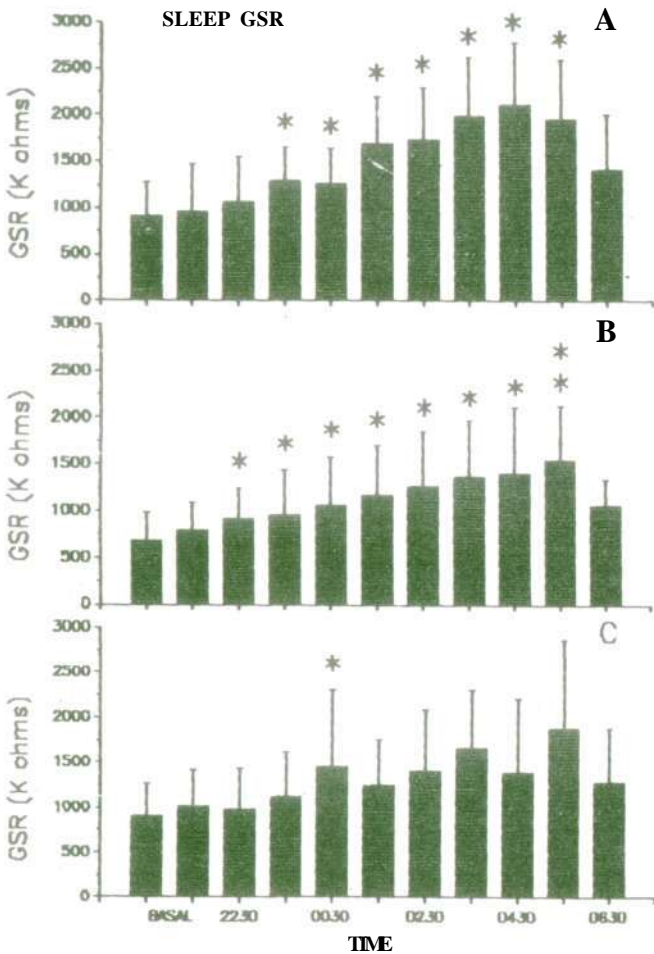 SLEEP GSR
A
3000
2500
2000
1500
1000
500
0
GSR (K ohms)
* * * * * * * *
B
3000
2500
2000
1500
1000
500
0
GSR (K ohms)
* * * * * * * * *
C
3000
2500
2000
1500
1000
500
0
GSR (K ohms)
*
BASAL 22.30 00.30 02.30 04.30 06.30
TIME